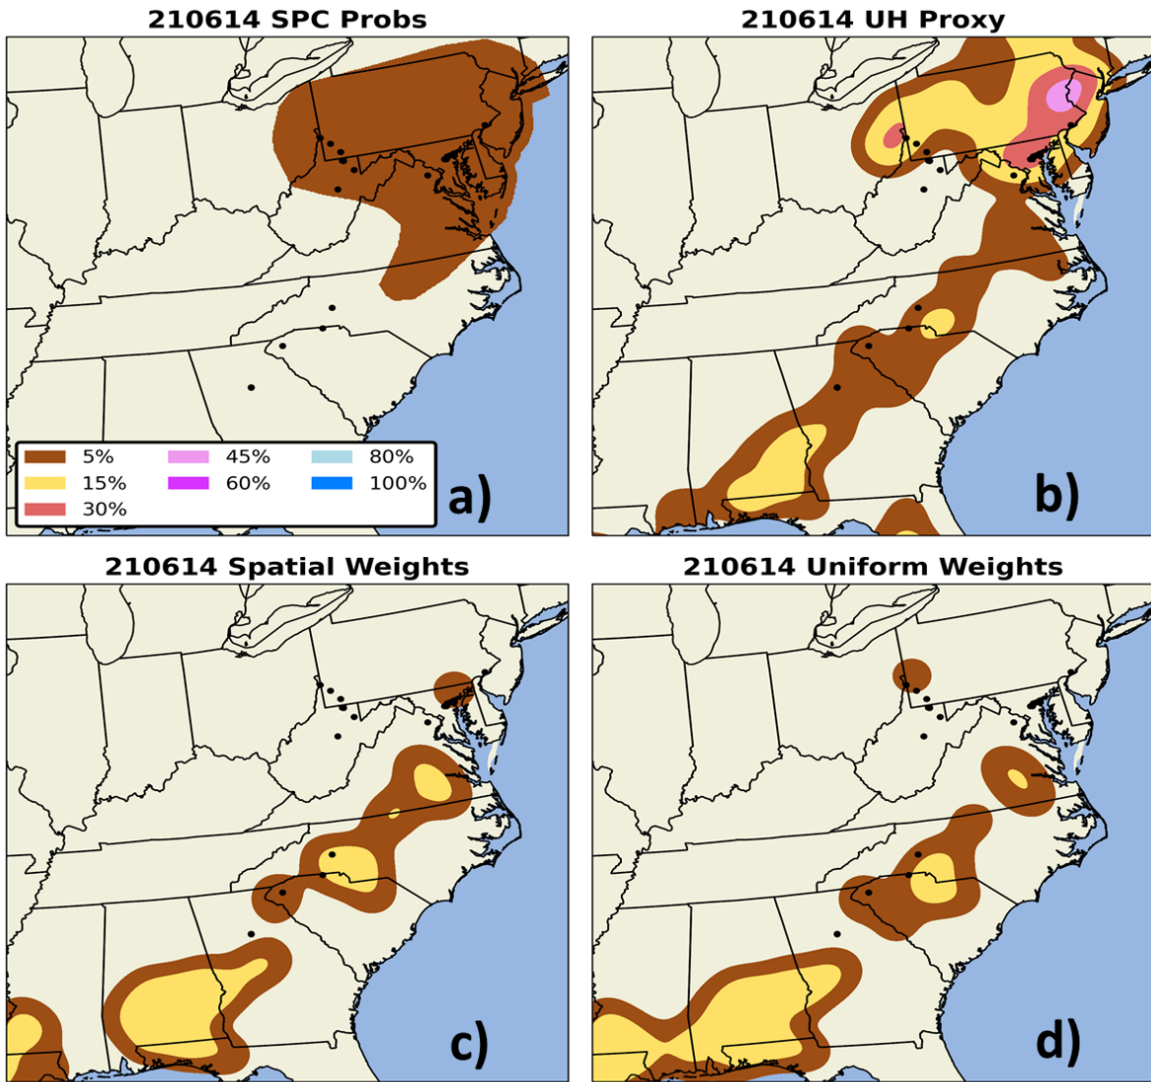 210614 SPC Probs
210614 UH Proxy
5% 45% 80%
15% 60% 100%
30%
a)
b)
210614 Spatial Weights
210614 Uniform Weights
c)
d)